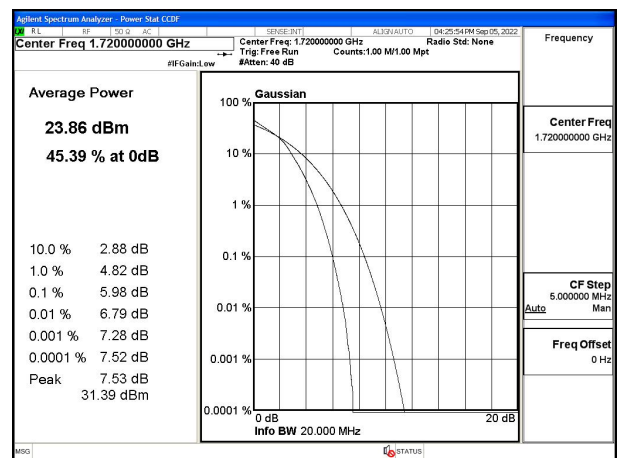 Agilent Spectrum Analyzer - Power Stat CCDF
LXI RL RF 50 Ω AC SENSE:INT ALIGN AUTO 04:25:54 PM Sep 05, 2022
Center Freq 1.720000000 GHz
Center Freq: 1.720000000 GHz Radio Std: None
Trig: Free Run Counts:1.00 M/1.00 Mpt
#IFGain:Low #Atten: 40 dB
Frequency
Average Power
23.86 dBm
45.39 % at 0dB
10.0 % 2.88 dB
1.0 % 4.82 dB
0.1 % 5.98 dB
0.01 % 6.79 dB
0.001 % 7.28 dB
0.0001 % 7.52 dB
Peak 7.53 dB
31.39 dBm
Gaussian
100 %
10 %
1 %
0.1 %
0.01 %
0.001 %
0.0001 %
0 dB 20 dB
Info BW 20.000 MHz
Center Freq
1.720000000 GHz
CF Step
5.000000 MHz
Auto Man
Freq Offset
0 Hz
MSG STATUS